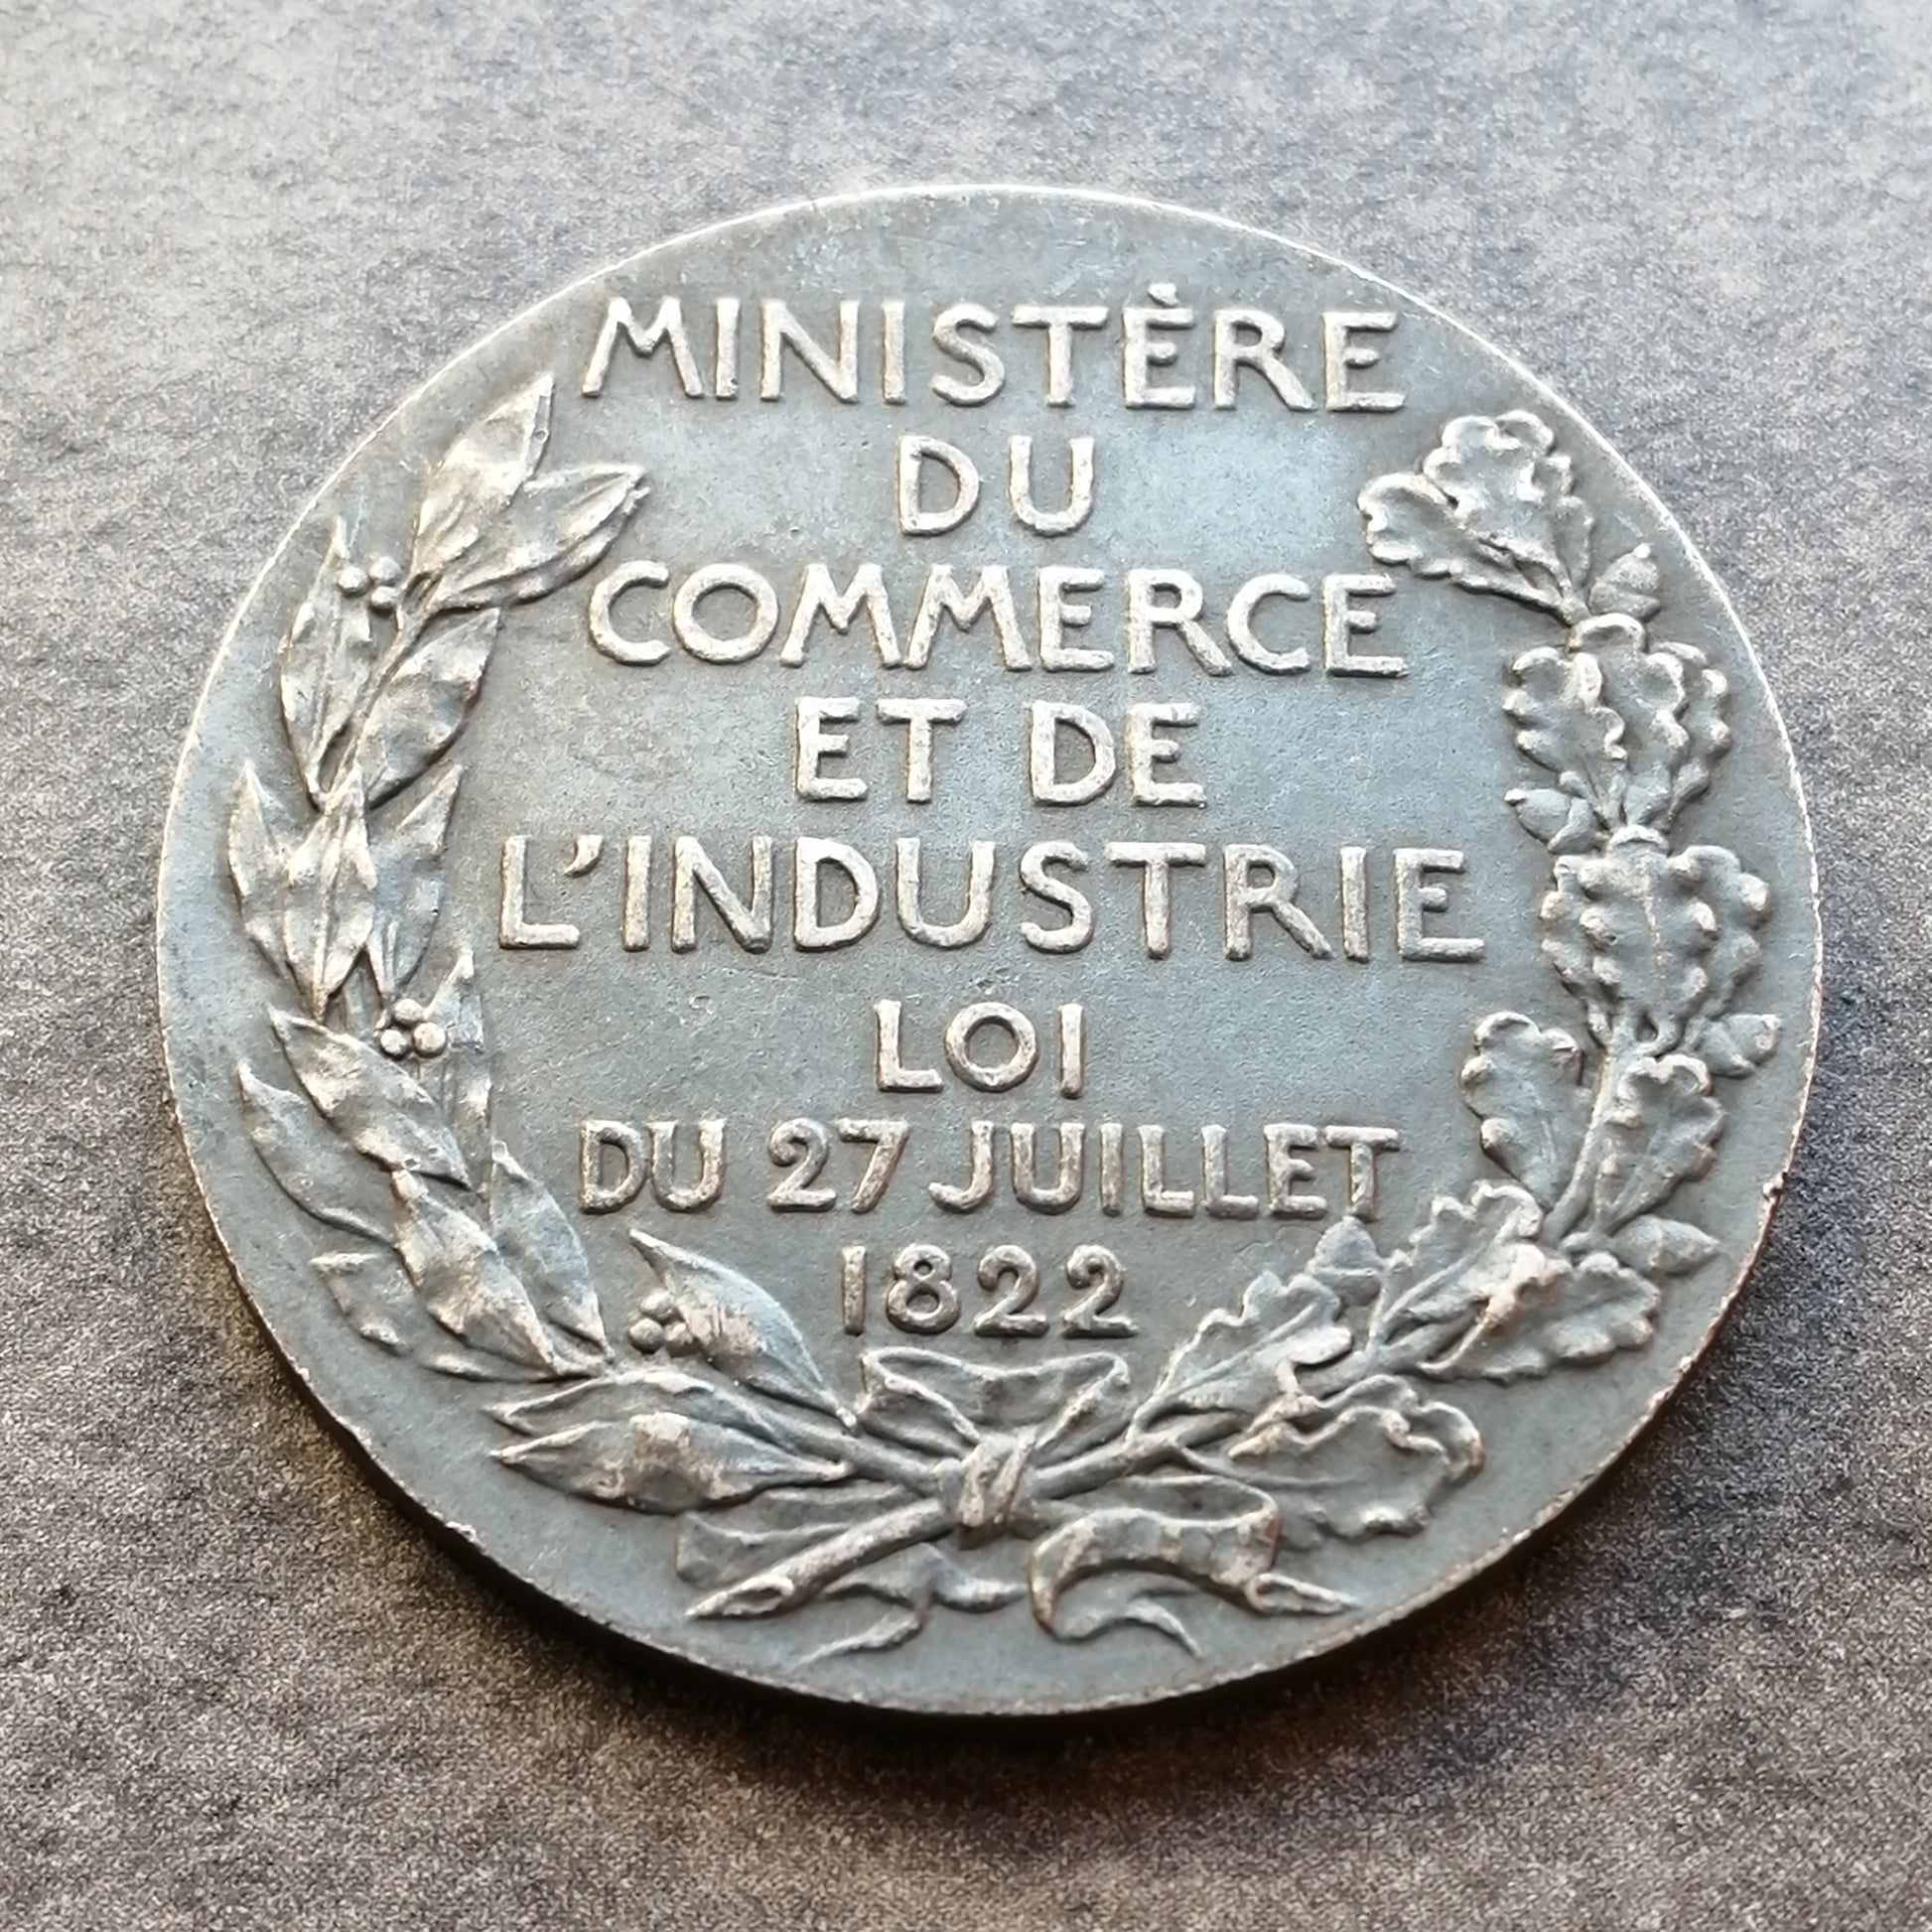 MINISTÈRE
DU
COMMERCE
ET DE
L'INDUSTRIE
LOI
DU 27 JUILLET
1822